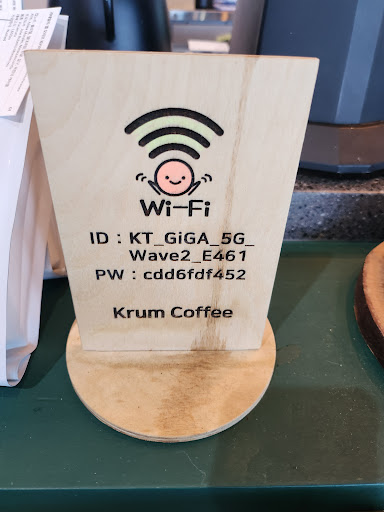 Wi-Fi
ID : KT_GiGA_5G_
Wave2_E461
PW : cdd6fdf452
Krum Coffee